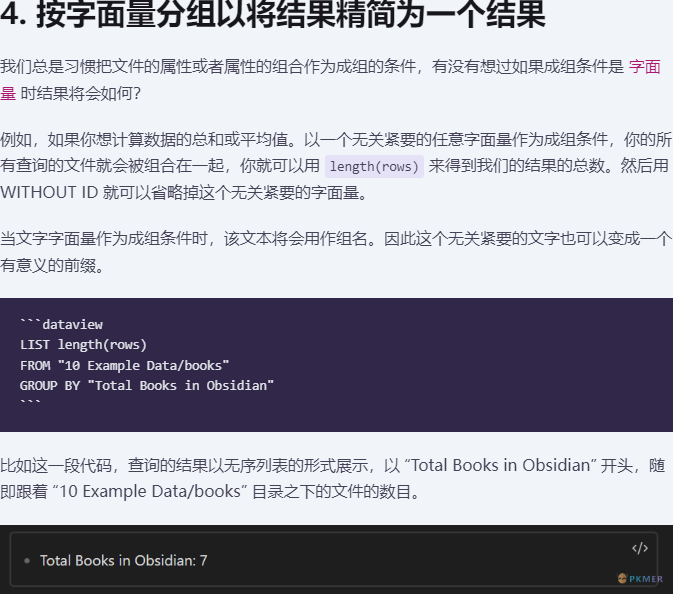 4. 按字面量分组以将结果精简为一个结果
我们总是习惯把文件的属性或者属性的组合作为成组的条件，有没有想过如果成组条件是 字面
量 时结果将会如何？
例如，如果你想计算数据的总和或平均值。以一个无关紧要的任意字面量作为成组条件，你的所
有查询的文件就会被组合在一起，你就可以用 length(rows) 来得到我们的结果的总数。然后用
WITHOUT ID 就可以省略掉这个无关紧要的字面量。
当文字字面量作为成组条件时，该文本将会用作组名。因此这个无关紧要的文字也可以变成一个
有意义的前缀。
```dataview
LIST length(rows)
FROM "10 Example Data/books"
GROUP BY "Total Books in Obsidian"
```
比如这一段代码，查询的结果以无序列表的形式展示，以 “Total Books in Obsidian” 开头，随
即跟着 “10 Example Data/books” 目录之下的文件的数目。
</>
• Total Books in Obsidian: 7
PKMER